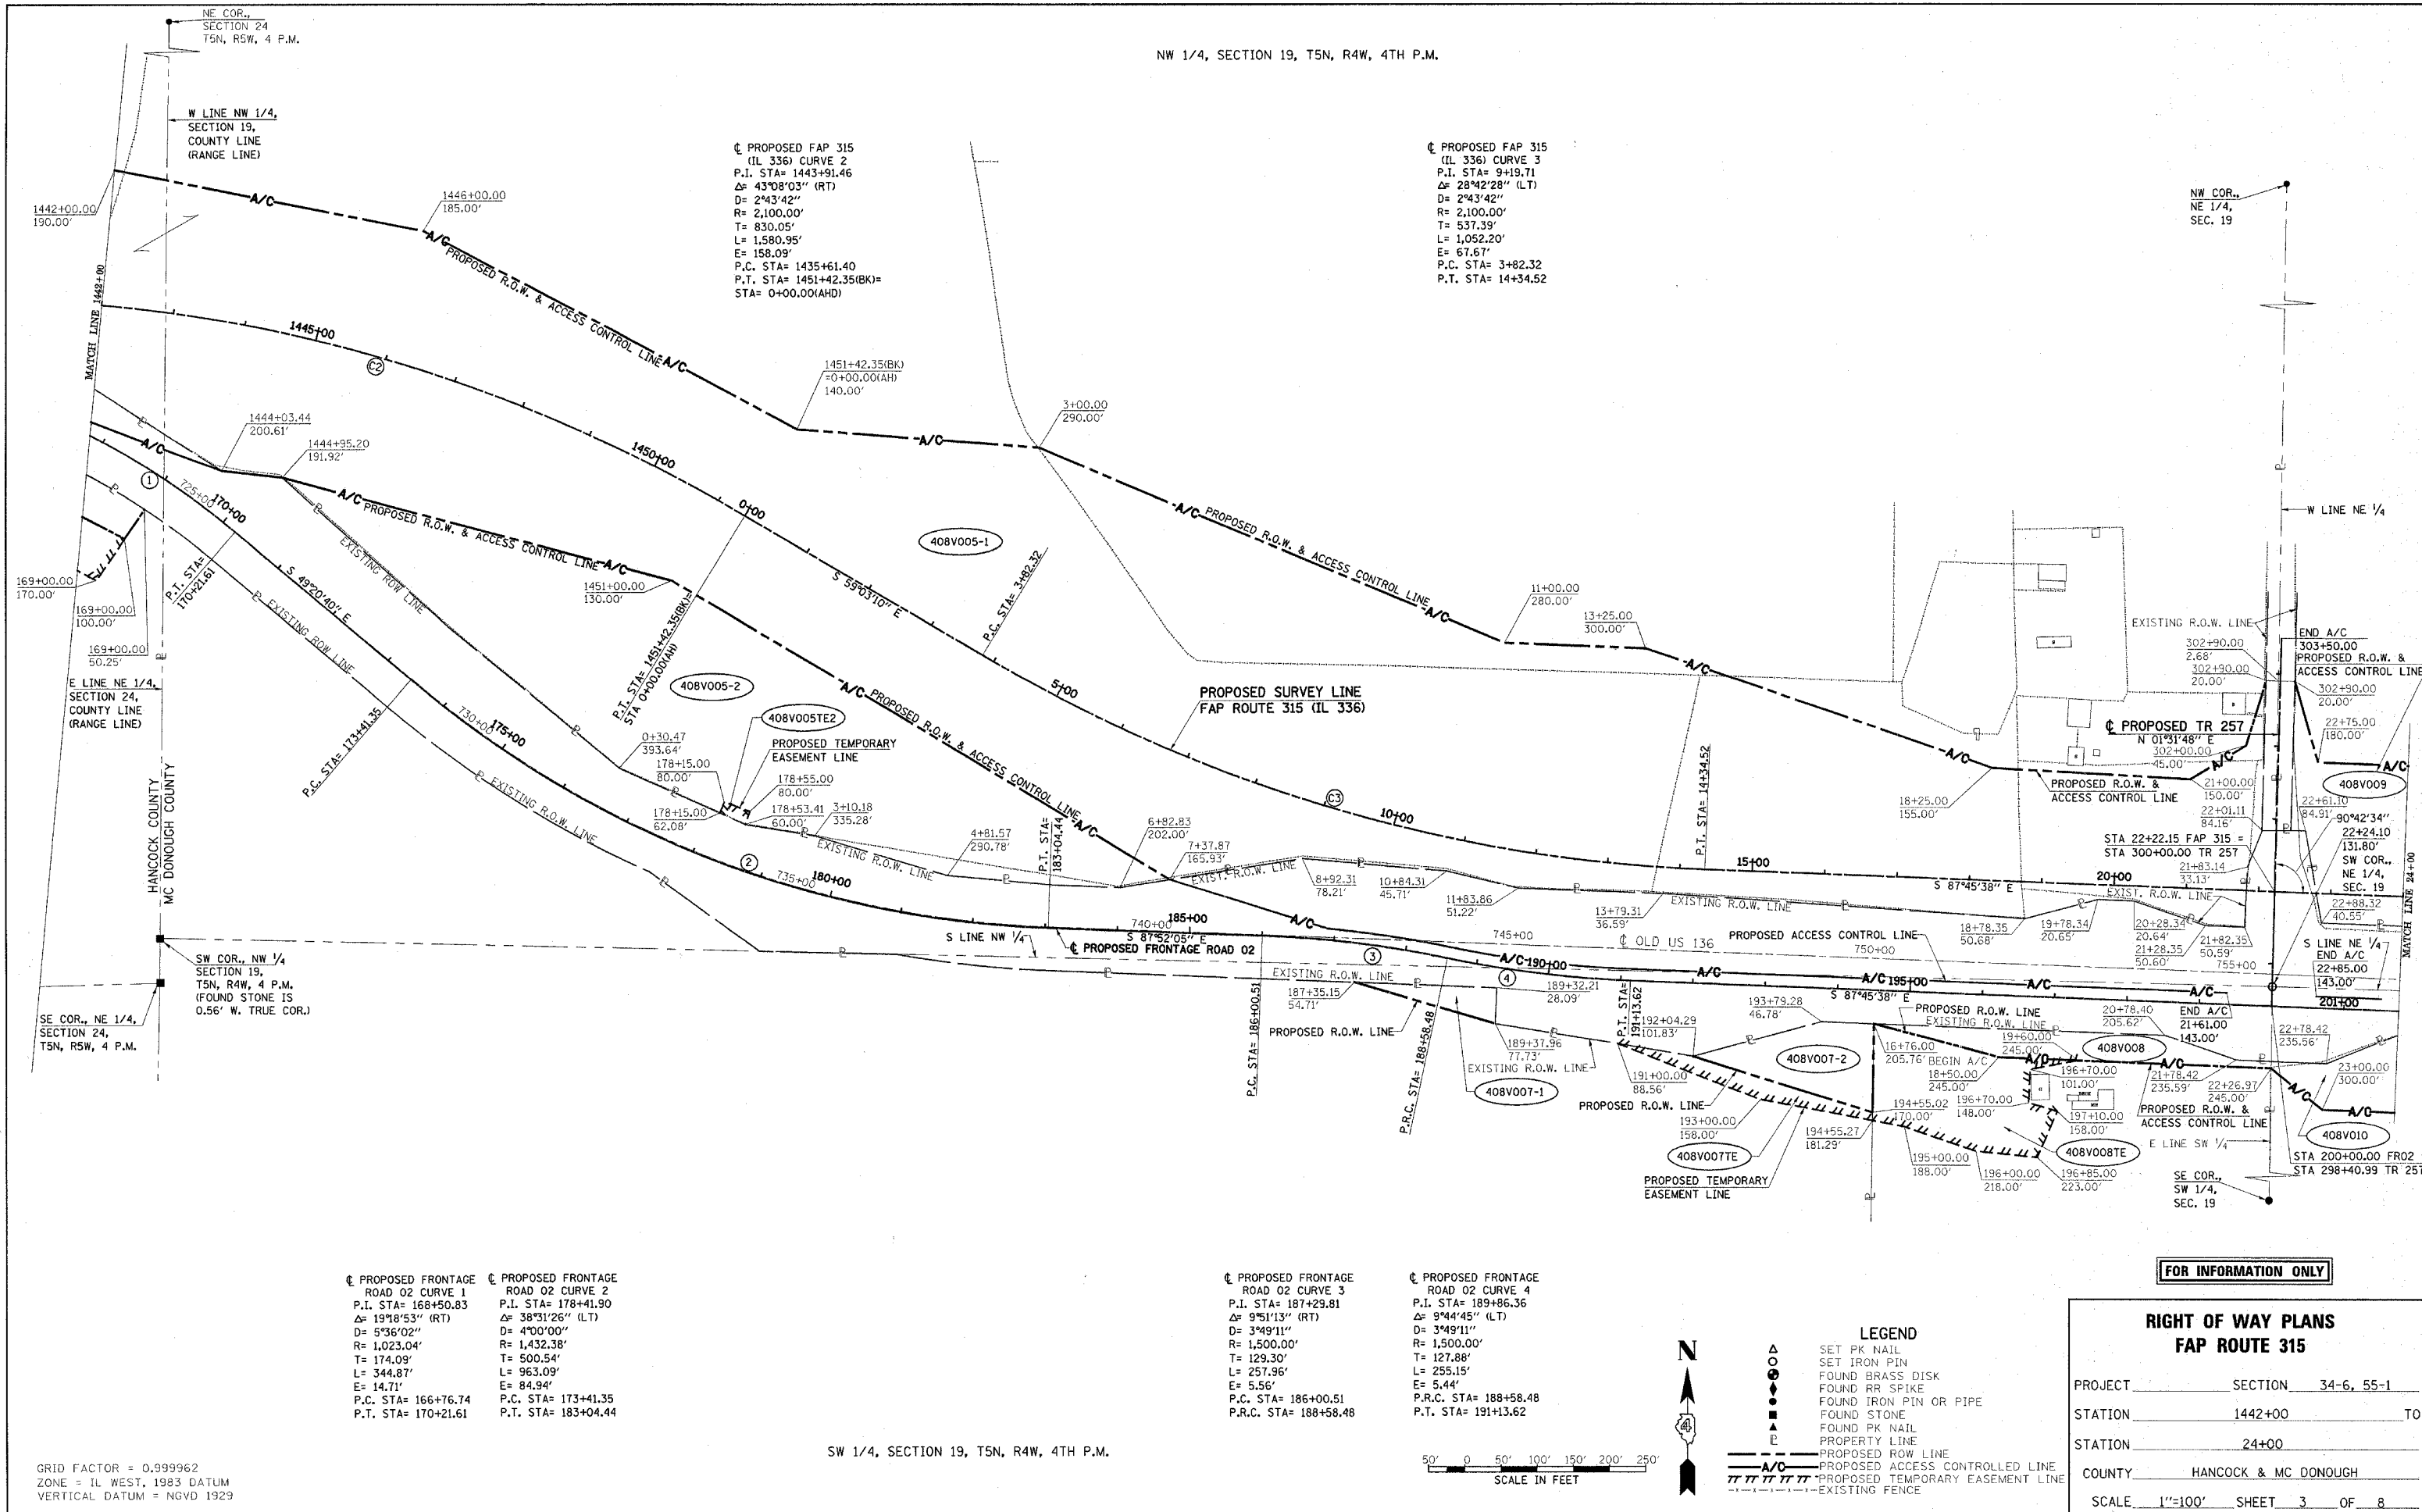 NE COR.,
SECTION 24
T5N, R5W, 4 P.M.
NW 1/4, SECTION 19, T5N, R4W, 4TH P.M.
W LINE NW 1/4,
SECTION 19,
COUNTY LINE
(RANGE LINE)
1442+00.00
190.00'
A/C
1446+00.00
185.00'
A/C
PROPOSED R.O.W. & ACCESS CONTROL LINE
A/C
℄ PROPOSED FAP 315
(IL 336) CURVE 2
P.I. STA= 1443+91.46
Δ= 43°08'03" (RT)
D= 2°43'42"
R= 2,100.00'
T= 830.05'
L= 1,580.95'
E= 158.09'
P.C. STA= 1435+61.40
P.T. STA= 1451+42.35(BK)=
STA= 0+00.00(AHD)
℄ PROPOSED FAP 315
(IL 336) CURVE 3
P.I. STA= 9+19.71
Δ= 28°42'28" (LT)
D= 2°43'42"
R= 2,100.00'
T= 537.39'
L= 1,052.20'
E= 67.67'
P.C. STA= 3+82.32
P.T. STA= 14+34.52
NW COR.,
NE 1/4,
SEC. 19
MATCH LINE 1442+00
1445+00
C2
1451+42.35(BK)
=0+00.00(AH)
140.00'
A/C
3+00.00
290.00'
1444+03.44
200.61'
1444+95.20
191.92'
A/C
1450+00
0+00
1
725+00
170+00
A/C
PROPOSED R.O.W. & ACCESS CONTROL LINE
A/C
EXISTING ROW LINE
408V005-1
A/C
PROPOSED R.O.W. & ACCESS CONTROL LINE
A/C
W LINE NE 1/4
169+00.00
170.00'
169+00.00
100.00'
169+00.00
50.25'
P.T. STA=
170+21.61
S 49°20'40" E
EXISTING ROW LINE
1451+00.00
130.00'
P.T. STA= 1451+42.35(BK)=
STA 0+00.00(AH)
S 59°03'10" E
P.C. STA= 3+82.32
11+00.00
280.00'
13+25.00
300.00'
A/C
E LINE NE 1/4,
SECTION 24,
COUNTY LINE
(RANGE LINE)
P.C. STA= 173+41.35
730+00
175+00
408V005-2
408V005TE2
PROPOSED TEMPORARY
EASEMENT LINE
A/C
PROPOSED R.O.W. & ACCESS CONTROL LINE
A/C
5+00
PROPOSED SURVEY LINE
FAP ROUTE 315 (IL 336)
EXISTING R.O.W. LINE
302+90.00
2.68'
302+90.00
20.00'
END A/C
303+50.00
PROPOSED R.O.W. &
ACCESS CONTROL LINE
302+90.00
20.00'
22+75.00
180.00'
℄ PROPOSED TR 257
N 01°31'48" E
302+00.00
45.00'
A/C
A/C
408V009
A/C
PROPOSED R.O.W. &
ACCESS CONTROL LINE
21+00.00
150.00'
22+01.11
84.16'
22+61.10
84.91'
90°42'34"
22+24.10
131.80'
SW COR.,
NE 1/4,
SEC. 19
18+25.00
155.00'
STA 22+22.15 FAP 315 =
STA 300+00.00 TR 257
21+83.14
33.13'
22+88.32
40.55'
0+30.47
393.64'
178+15.00
80.00'
178+55.00
80.00'
178+15.00
62.08'
178+53.41
60.00'
3+10.18
335.28'
4+81.57
290.78'
EXISTING R.O.W. LINE
EXISTING R.O.W. LINE
2
735+00
180+00
P.T. STA=
183+04.44
6+82.83
202.00'
7+37.87
165.93'
EXIST. R.O.W. LINE
8+92.31
78.21'
10+84.31
45.71'
11+83.86
51.22'
C3
10+00
P.T. STA= 14+34.52
15+00
13+79.31
36.59'
EXISTING R.O.W. LINE
S 87°45'38" E
20+00
EXIST. R.O.W. LINE
18+78.35
50.68'
19+78.34
20.65'
20+28.34
20.64'
21+28.35
50.60'
21+82.35
50.59'
755+00
MATCH LINE 24+00
HANCOCK COUNTY
MC DONOUGH COUNTY
SW COR., NW 1/4
SECTION 19,
T5N, R4W, 4 P.M.
(FOUND STONE IS
0.56' W. TRUE COR.)
SE COR., NE 1/4,
SECTION 24,
T5N, R5W, 4 P.M.
S LINE NW 1/4
740+00
185+00
S 87°52'05" E
℄ PROPOSED FRONTAGE ROAD 02
A/C
3
745+00
℄ OLD US 136
PROPOSED ACCESS CONTROL LINE
750+00
S LINE NE 1/4
END A/C
22+85.00
143.00'
A/C
190+00
4
A/C
A/C
195+00
A/C
A/C
S 87°45'38" E
201+00
EXISTING R.O.W. LINE
187+35.15
54.71'
PROPOSED R.O.W. LINE
P.C. STA= 186+00.51
P.R.C. STA= 188+58.48
189+32.21
28.09'
189+37.96
77.73'
EXISTING R.O.W. LINE
408V007-1
P.T. STA=
191+13.62
192+04.29
101.83'
193+79.28
46.78'
408V007-2
PROPOSED R.O.W. LINE
EXISTING R.O.W. LINE
16+76.00
205.76'
BEGIN A/C
18+50.00
245.00'
19+60.00
245.00'
20+78.40
205.62'
END A/C
21+61.00
143.00'
408V008
A/C
A/C
196+70.00
101.00'
21+78.42
235.59'
22+26.97
245.00'
22+78.42
235.56'
23+00.00
300.00'
A/C
191+00.00
88.56'
PROPOSED R.O.W. LINE
193+00.00
158.00'
194+55.02
170.00'
194+55.27
181.29'
196+70.00
148.00'
197+10.00
158.00'
PROPOSED R.O.W. &
ACCESS CONTROL LINE
E LINE SW 1/4
408V010
408V007TE
PROPOSED TEMPORARY
EASEMENT LINE
195+00.00
188.00'
196+00.00
218.00'
196+85.00
223.00'
408V008TE
STA 200+00.00 FR02
STA 298+40.99 TR 257
SE COR.,
SW 1/4,
SEC. 19
℄ PROPOSED FRONTAGE
ROAD 02 CURVE 1
P.I. STA= 168+50.83
Δ= 19°18'53" (RT)
D= 5°36'02"
R= 1,023.04'
T= 174.09'
L= 344.87'
E= 14.71'
P.C. STA= 166+76.74
P.T. STA= 170+21.61
℄ PROPOSED FRONTAGE
ROAD 02 CURVE 2
P.I. STA= 178+41.90
Δ= 38°31'26" (LT)
D= 4°00'00"
R= 1,432.38'
T= 500.54'
L= 963.09'
E= 84.94'
P.C. STA= 173+41.35
P.T. STA= 183+04.44
℄ PROPOSED FRONTAGE
ROAD 02 CURVE 3
P.I. STA= 187+29.81
Δ= 9°51'13" (RT)
D= 3°49'11"
R= 1,500.00'
T= 129.30'
L= 257.96'
E= 5.56'
P.C. STA= 186+00.51
P.R.C. STA= 188+58.48
℄ PROPOSED FRONTAGE
ROAD 02 CURVE 4
P.I. STA= 189+86.36
Δ= 9°44'45" (LT)
D= 3°49'11"
R= 1,500.00'
T= 127.88'
L= 255.15'
E= 5.44'
P.R.C. STA= 188+58.48
P.T. STA= 191+13.62
SW 1/4, SECTION 19, T5N, R4W, 4TH P.M.
GRID FACTOR = 0.999962
ZONE = IL WEST, 1983 DATUM
VERTICAL DATUM = NGVD 1929
50' 0 50' 100' 150' 200' 250'
SCALE IN FEET
N
4
LEGEND
SET PK NAIL
SET IRON PIN
FOUND BRASS DISK
FOUND RR SPIKE
FOUND IRON PIN OR PIPE
FOUND STONE
FOUND PK NAIL
PROPERTY LINE
PROPOSED ROW LINE
A/C PROPOSED ACCESS CONTROLLED LINE
PROPOSED TEMPORARY EASEMENT LINE
EXISTING FENCE
FOR INFORMATION ONLY
RIGHT OF WAY PLANS
FAP ROUTE 315
PROJECT SECTION 34-6, 55-1
STATION 1442+00 TO
STATION 24+00
COUNTY HANCOCK & MC DONOUGH
SCALE 1"=100' SHEET 3 OF 8